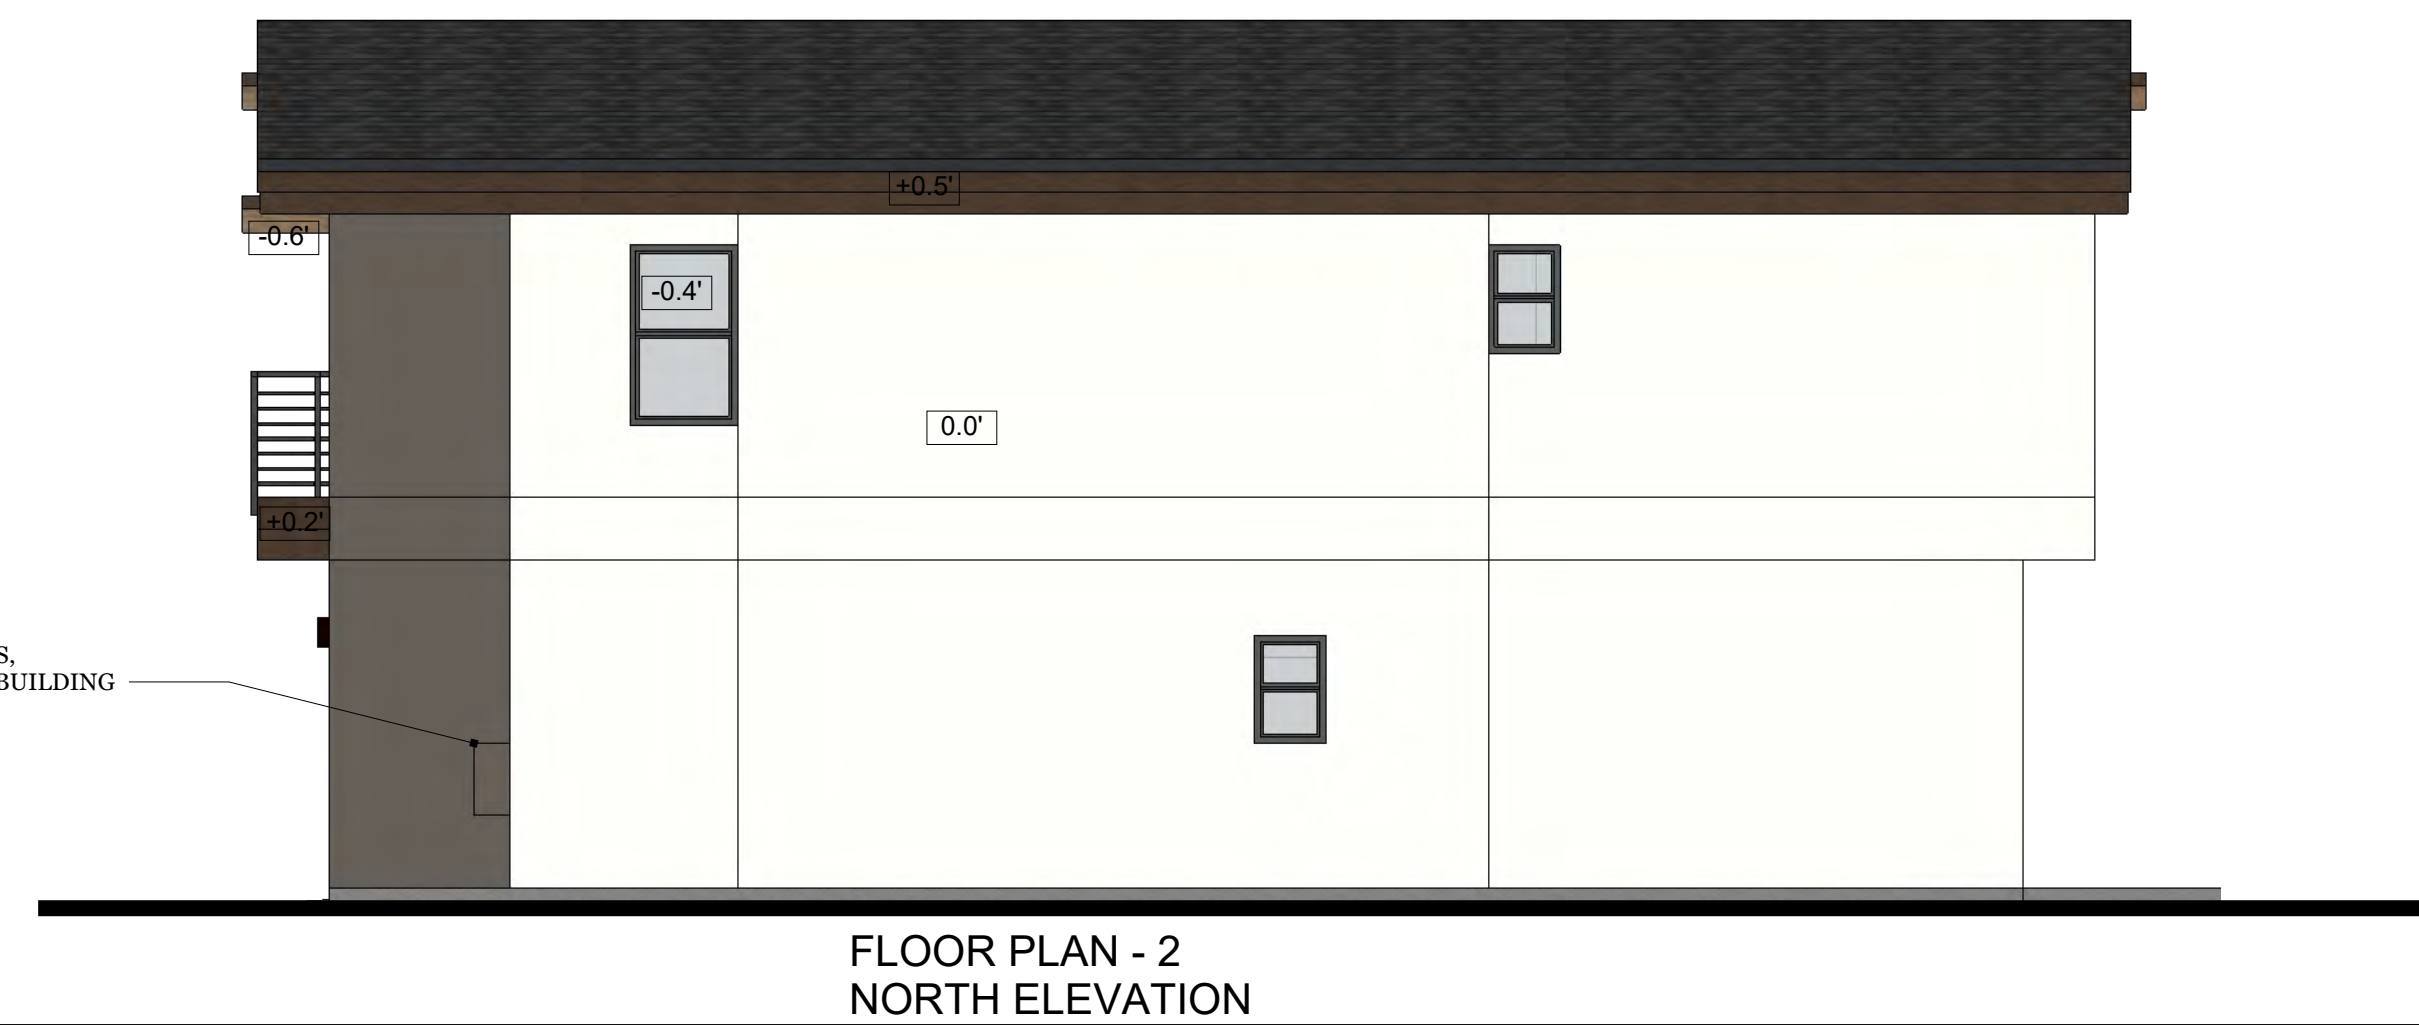 +0.5'
-0.6'
-0.4'
0.0'
+0.2'
S,
BUILDING
FLOOR PLAN - 2
NORTH ELEVATION